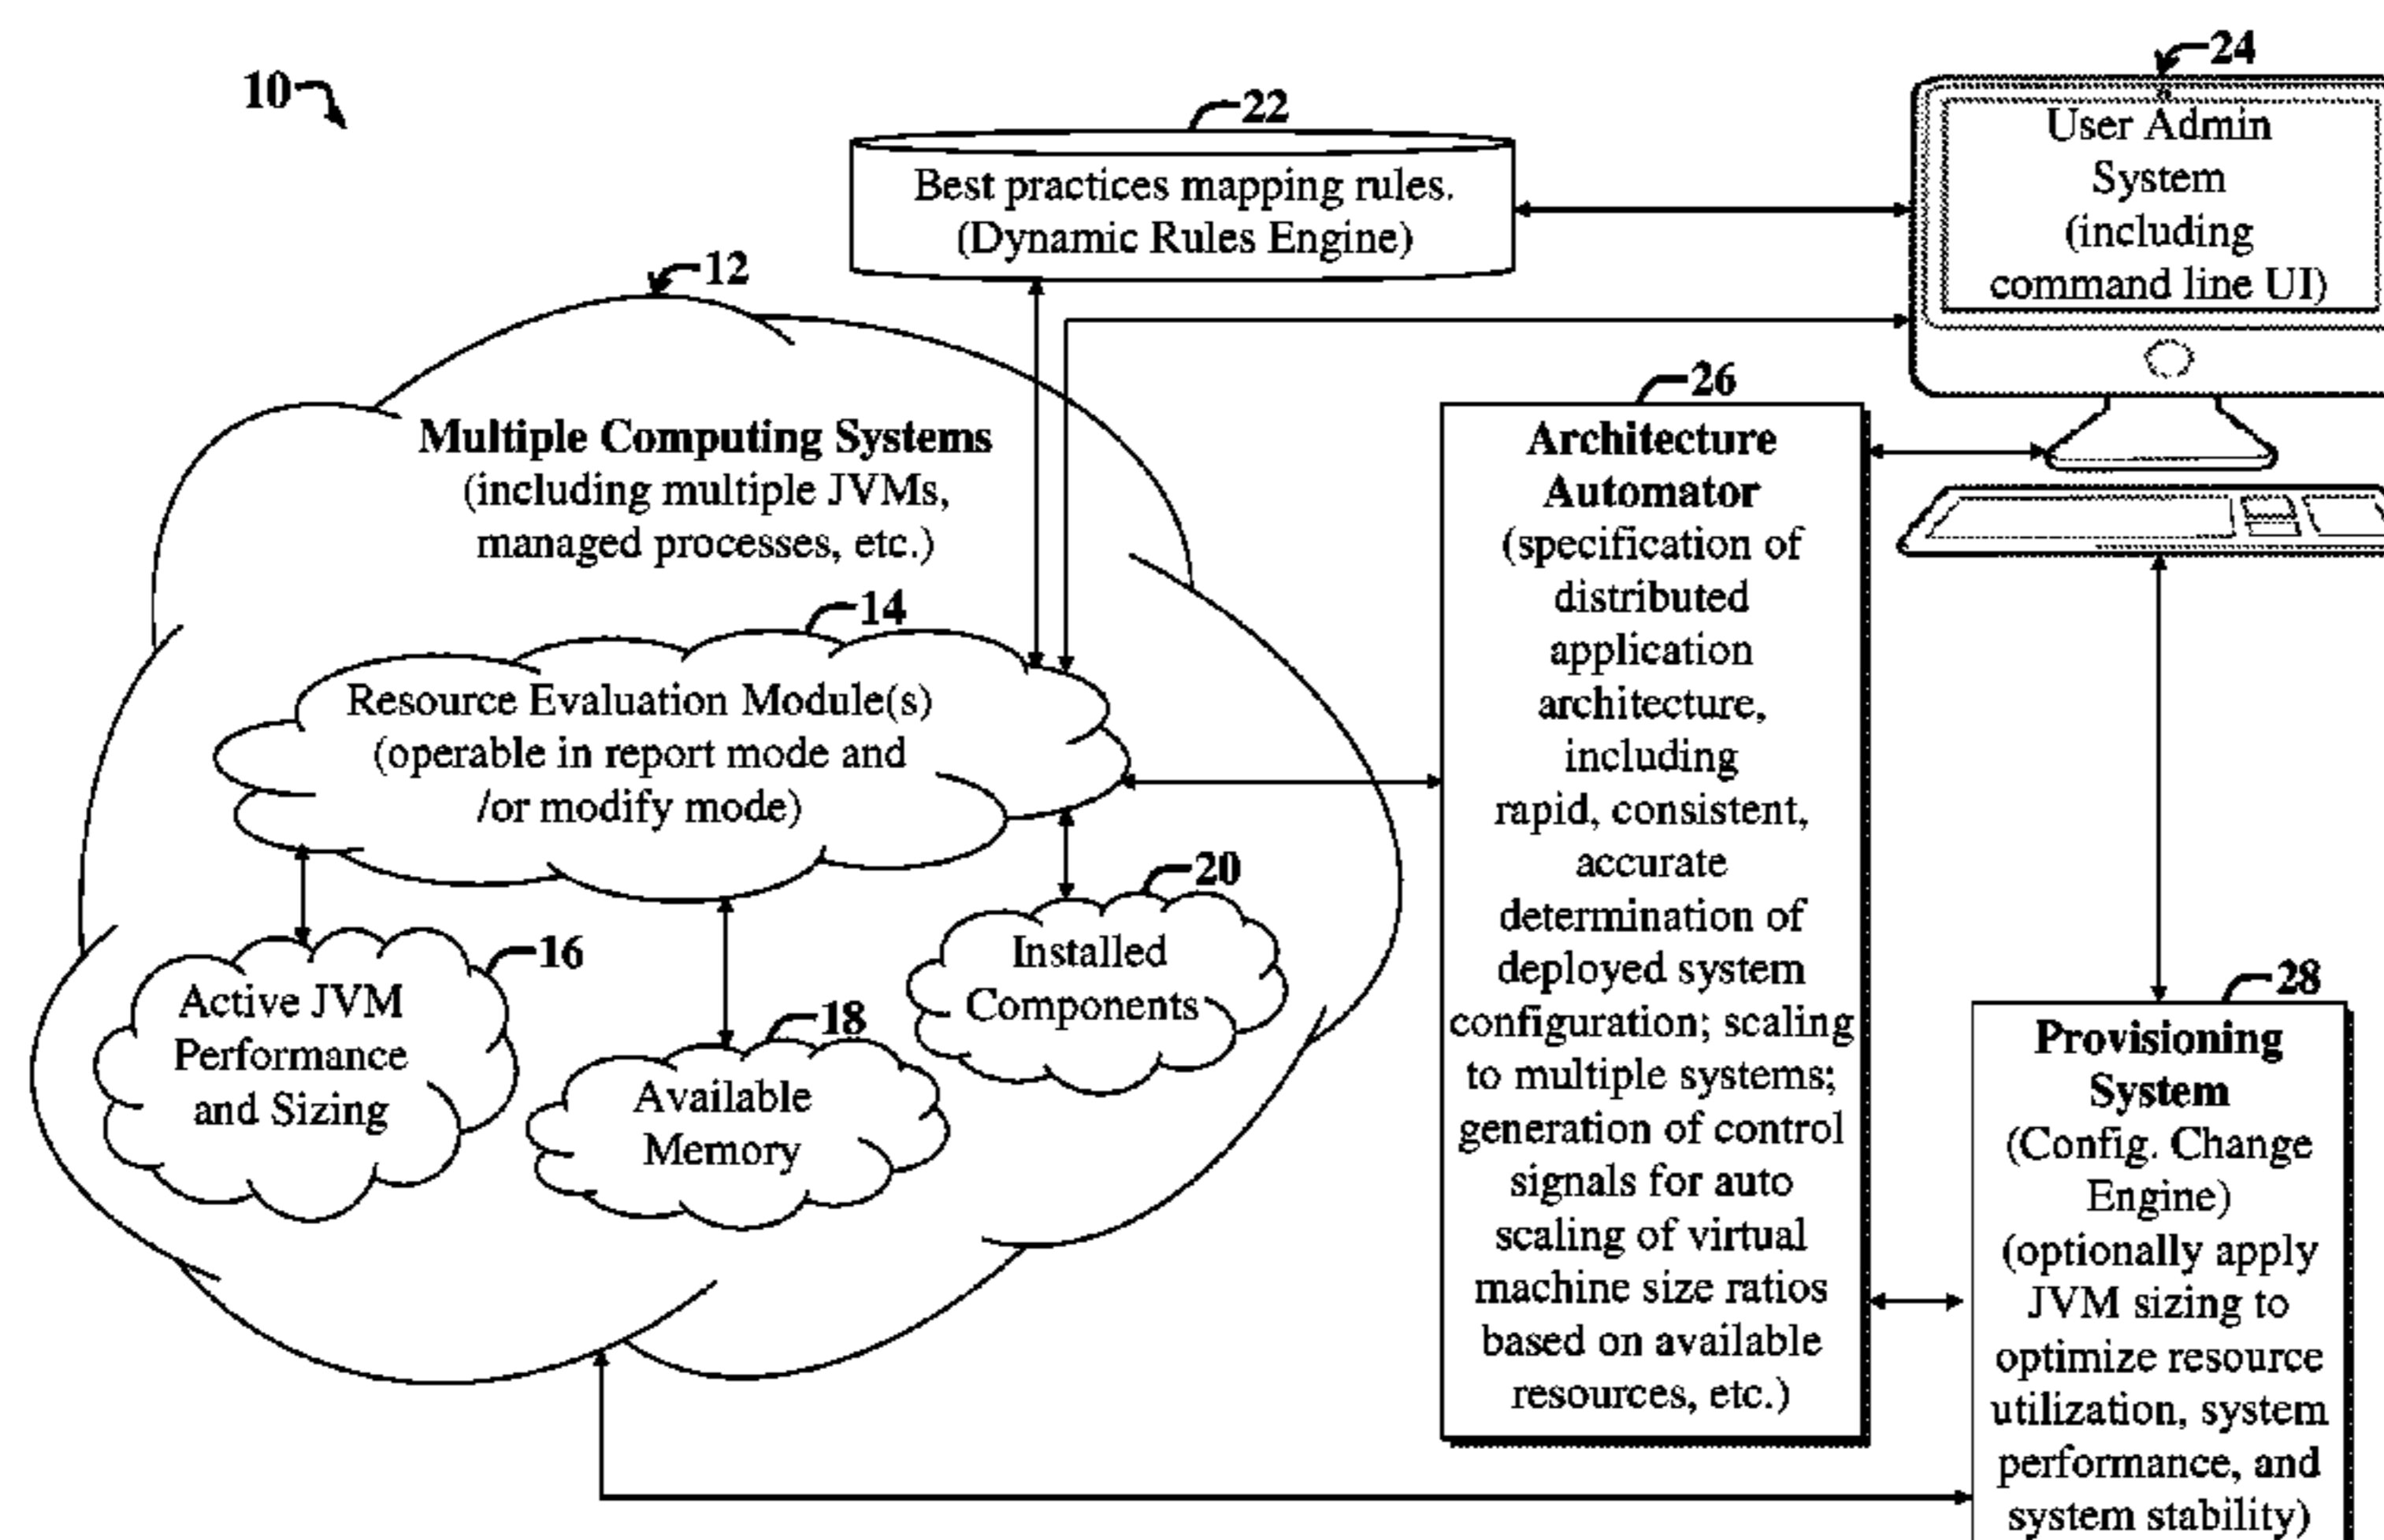 10
24
User Admin
System
(including
command line UI)
22
Best practices mapping rules.
(Dynamic Rules Engine)
12
Multiple Computing Systems
(including multiple JVMs,
managed processes, etc.)
14
Resource Evaluation Module(s)
(operable in report mode and
/or modify mode)
16
Active JVM
Performance
and Sizing
18
Available
Memory
20
Installed
Components
26
Architecture
Automator
(specification of
distributed
application
architecture,
including
rapid, consistent,
accurate
determination of
deployed system
configuration; scaling
to multiple systems;
generation of control
signals for auto
scaling of virtual
machine size ratios
based on available
resources, etc.)
28
Provisioning
System
(Config. Change
Engine)
(optionally apply
JVM sizing to
optimize resource
utilization, system
performance, and
system stability)